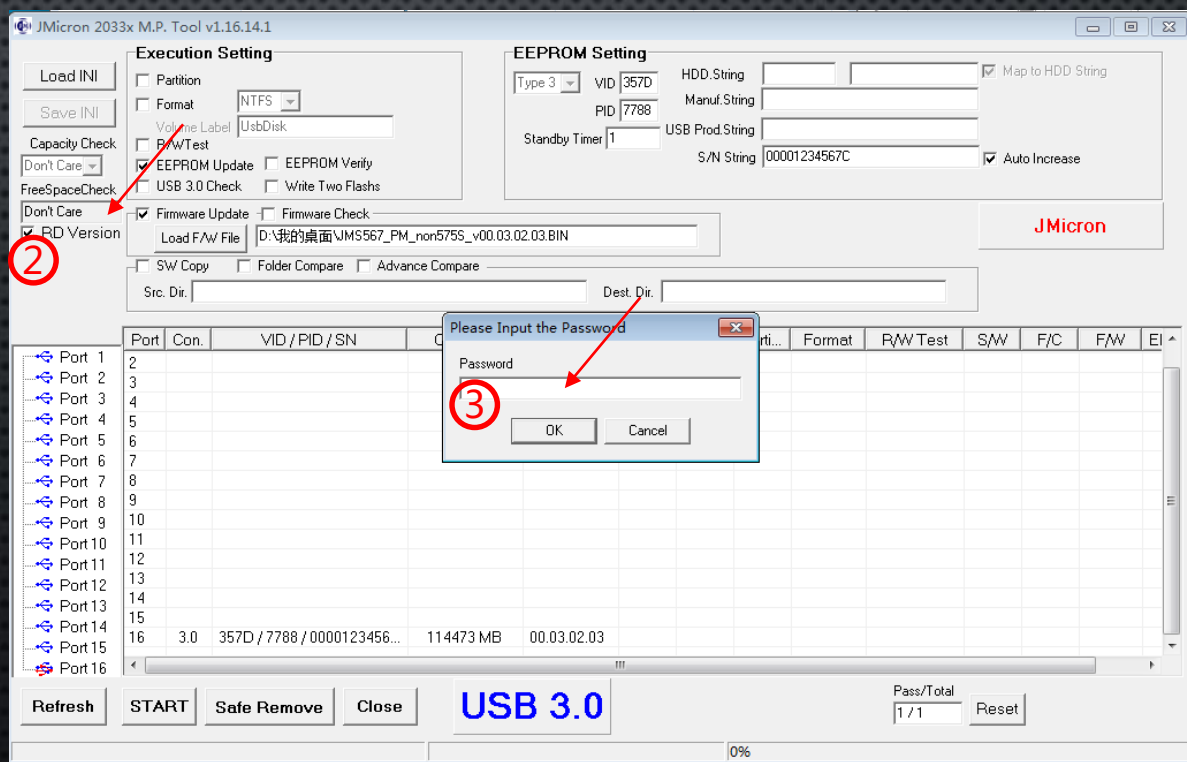 JMicron 2033x M.P. Tool v1.16.14.1
Load INI
Save INI
Capacity Check
Don't Care
FreeSpaceCheck
Don't Care
RD Version
②
Execution Setting
Partition
Format NTFS
Volume Label UsbDisk
R/WTest
EEPROM Update EEPROM Verify
USB 3.0 Check Write Two Flashs
EEPROM Setting
Type 3 VID 357D HDD.String Map to HDD String
PID 7788 Manuf.String
Standby Timer 1 USB Prod.String
S/N String 00001234567C Auto Increase
Firmware Update Firmware Check
Load F/W File D:\我的桌面\JMS567_PM_non575S_v00.03.02.03.BIN
JMicron
SW Copy Folder Compare Advance Compare
Src. Dir. Dest. Dir.
Port 1
Port 2
Port 3
Port 4
Port 5
Port 6
Port 7
Port 8
Port 9
Port 10
Port 11
Port 12
Port 13
Port 14
Port 15
Port 16
Port Con. VID / PID / SN Format R/W Test S/W F/C F/W
2
3
4
5
6
7
8
9
10
11
12
13
14
15
16 3.0 357D / 7788 / 0000123456... 114473 MB 00.03.02.03
Please Input the Password
Password
③
OK Cancel
Refresh START Safe Remove Close
USB 3.0
Pass/Total
1 / 1 Reset
0%